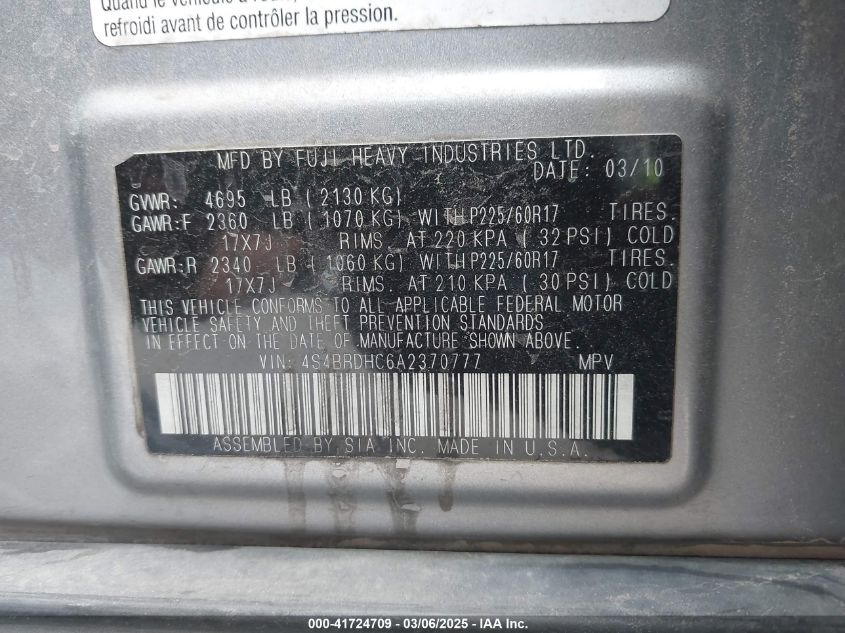 refroidi avant de contrôler la pression.
MFD BY FUJI HEAVY INDUSTRIES LTD.
DATE: 03/10
GVWR: 4695 LB ( 2130 KG)
GAWR:F 2360 LB ( 1070 KG) WITH P225/60R17 TIRES.
17X7J RIMS. AT 220 KPA ( 32 PSI) COLD
GAWR:R 2340 LB ( 1060 KG) WITH P225/60R17 TIRES.
17X7J RIMS. AT 210 KPA ( 30 PSI) COLD
THIS VEHICLE CONFORMS TO ALL APPLICABLE FEDERAL MOTOR
VEHICLE SAFETY AND THEFT PREVENTION STANDARDS
IN EFFECT ON THE DATE OF MANUFACTURE SHOWN ABOVE.
VIN: 4S4BRDHC6A2370777 MPV
ASSEMBLED BY SIA INC. MADE IN U.S.A.
000-41724709 - 03/06/2025 - IAA Inc.